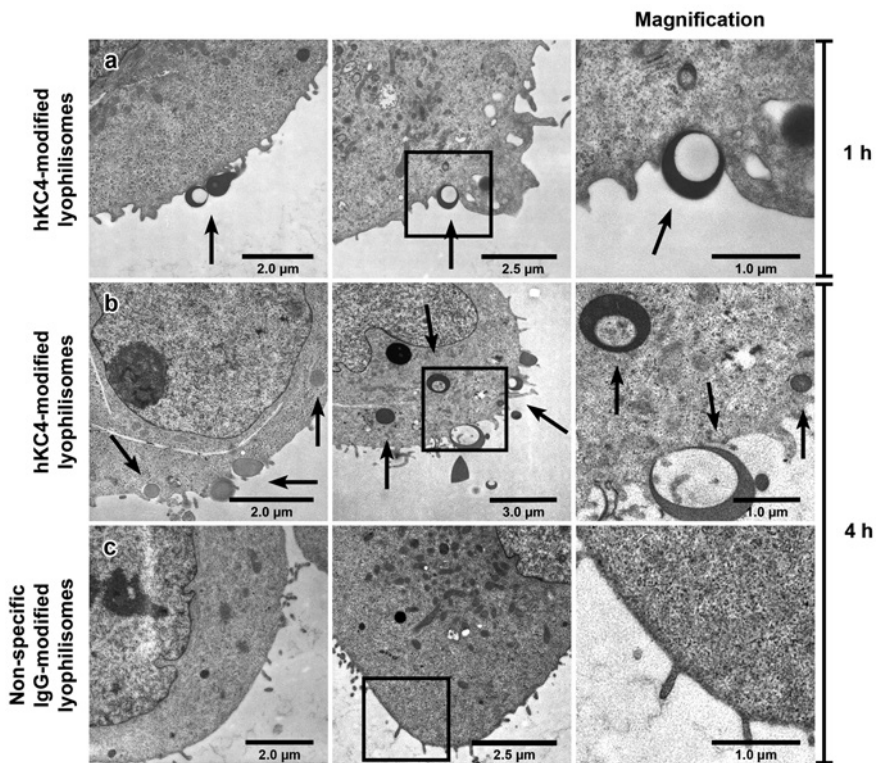 Magnification
a
hKC4-modified
lyophilisomes
2.0 µm
2.5 µm
1.0 µm
1 h
b
hKC4-modified
lyophilisomes
2.0 µm
3.0 µm
1.0 µm
4 h
c
Non-specific
IgG-modified
lyophilisomes
2.0 µm
2.5 µm
1.0 µm